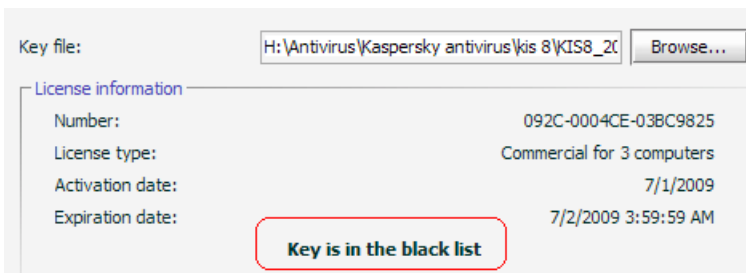 Key file: H:\Antivirus\Kaspersky antivirus\kis 8\KIS8_20 Browse...
License information
Number: 092C-0004CE-03BC9825
License type: Commercial for 3 computers
Activation date: 7/1/2009
Expiration date: 7/2/2009 3:59:59 AM
Key is in the black list